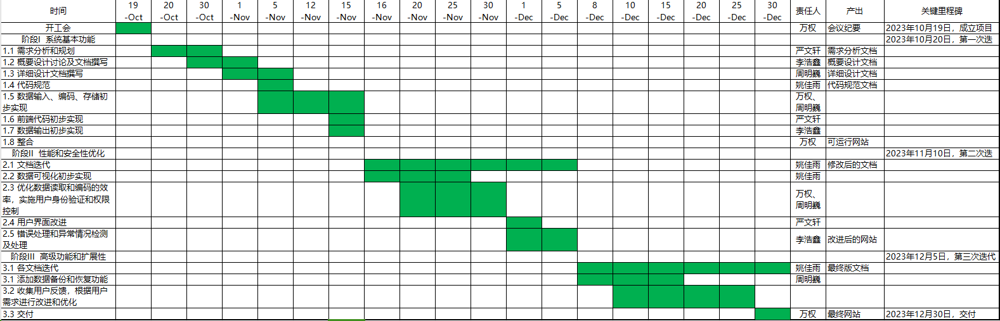 时间 19-Oct 20-Oct 30-Oct 1-Nov 5-Nov 12-Nov 15-Nov 16-Nov 20-Nov 25-Nov 30-Nov 1-Dec 5-Dec 8-Dec 10-Dec 15-Dec 20-Dec 25-Dec 30-Dec 责任人 产出 关键里程碑
开工会 万权 会议纪要 2023年10月19日，成立项目
阶段I 系统基本功能 2023年10月20日，第一次迭
1.1 需求分析和规划 严文轩 需求分析文档
1.2 概要设计讨论及文档撰写 李浩鑫 概要设计文档
1.3 详细设计文档撰写 周明巍 详细设计文档
1.4 代码规范 姚佳雨 代码规范文档
1.5 数据输入、编码、存储初 万权、
步实现 周明巍
1.6 前端代码初步实现 严文轩
1.7 数据输出初步实现 李浩鑫
1.8 整合 万权 可运行网站
阶段II 性能和安全性优化 2023年11月10日，第二次迭
2.1 文档迭代 姚佳雨 修改后的文档
2.2 数据可视化初步实现 姚佳雨
2.3 优化数据读取和编码的效
率，实施用户身份验证和权限 万权、
控制 周明巍
2.4 用户界面改进 严文轩
2.5 错误处理和异常情况检测
及处理 李浩鑫 改进后的网站
阶段III 高级功能和扩展性 2023年12月5日，第三次迭代
3.1 各文档迭代 姚佳雨 最终版文档
3.1 添加数据备份和恢复功能 周明巍
3.2 收集用户反馈，根据用户
需求进行改进和优化
3.3 交付 万权 最终网站 2023年12月30日，交付